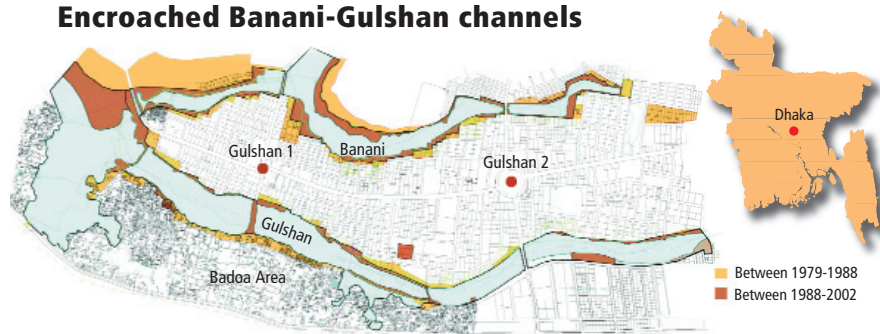 Encroached Banani-Gulshan channels
Dhaka
Gulshan 1
Banani
Gulshan 2
Gulshan
Badoa Area
Between 1979-1988
Between 1988-2002